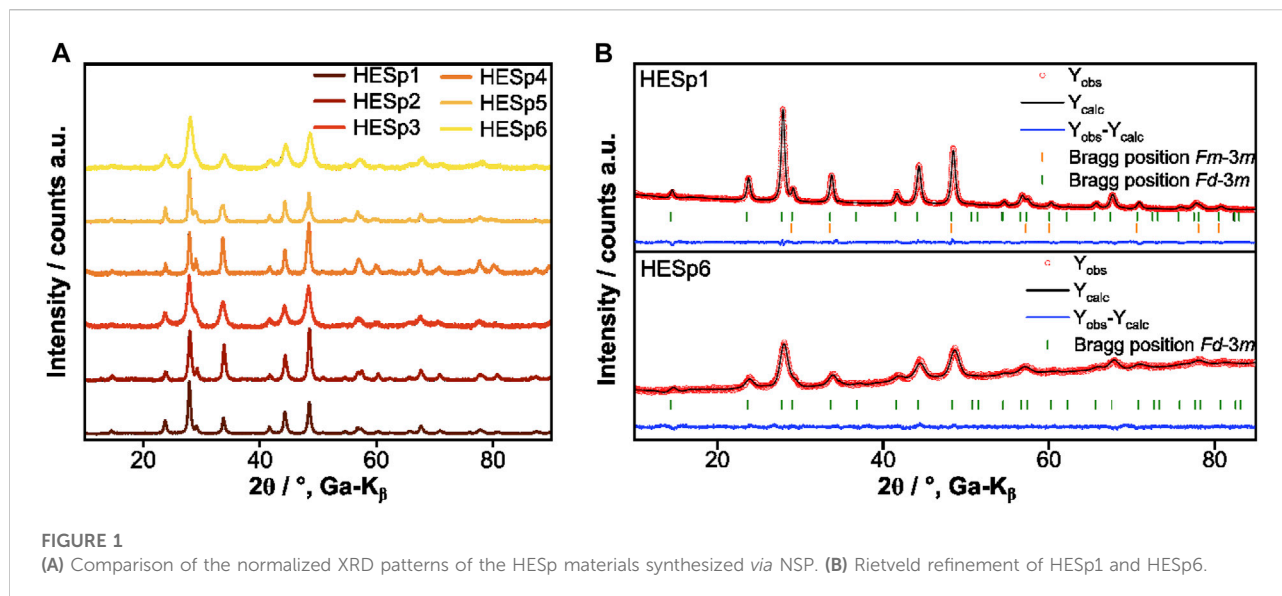 A
HESp1 HESp4
HESp2 HESp5
HESp3 HESp6
Intensity / counts a.u.
20 40 60 80
2θ / °, Ga-Kβ
B
HESp1
Yobs
Ycalc
Yobs-Ycalc
Bragg position Fm-3m
Bragg position Fd-3m
HESp6
Yobs
Ycalc
Yobs-Ycalc
Bragg position Fd-3m
Intensity / counts a.u.
20 40 60 80
2θ / °, Ga-Kβ
FIGURE 1
(A) Comparison of the normalized XRD patterns of the HESp materials synthesized via NSP. (B) Rietveld refinement of HESp1 and HESp6.